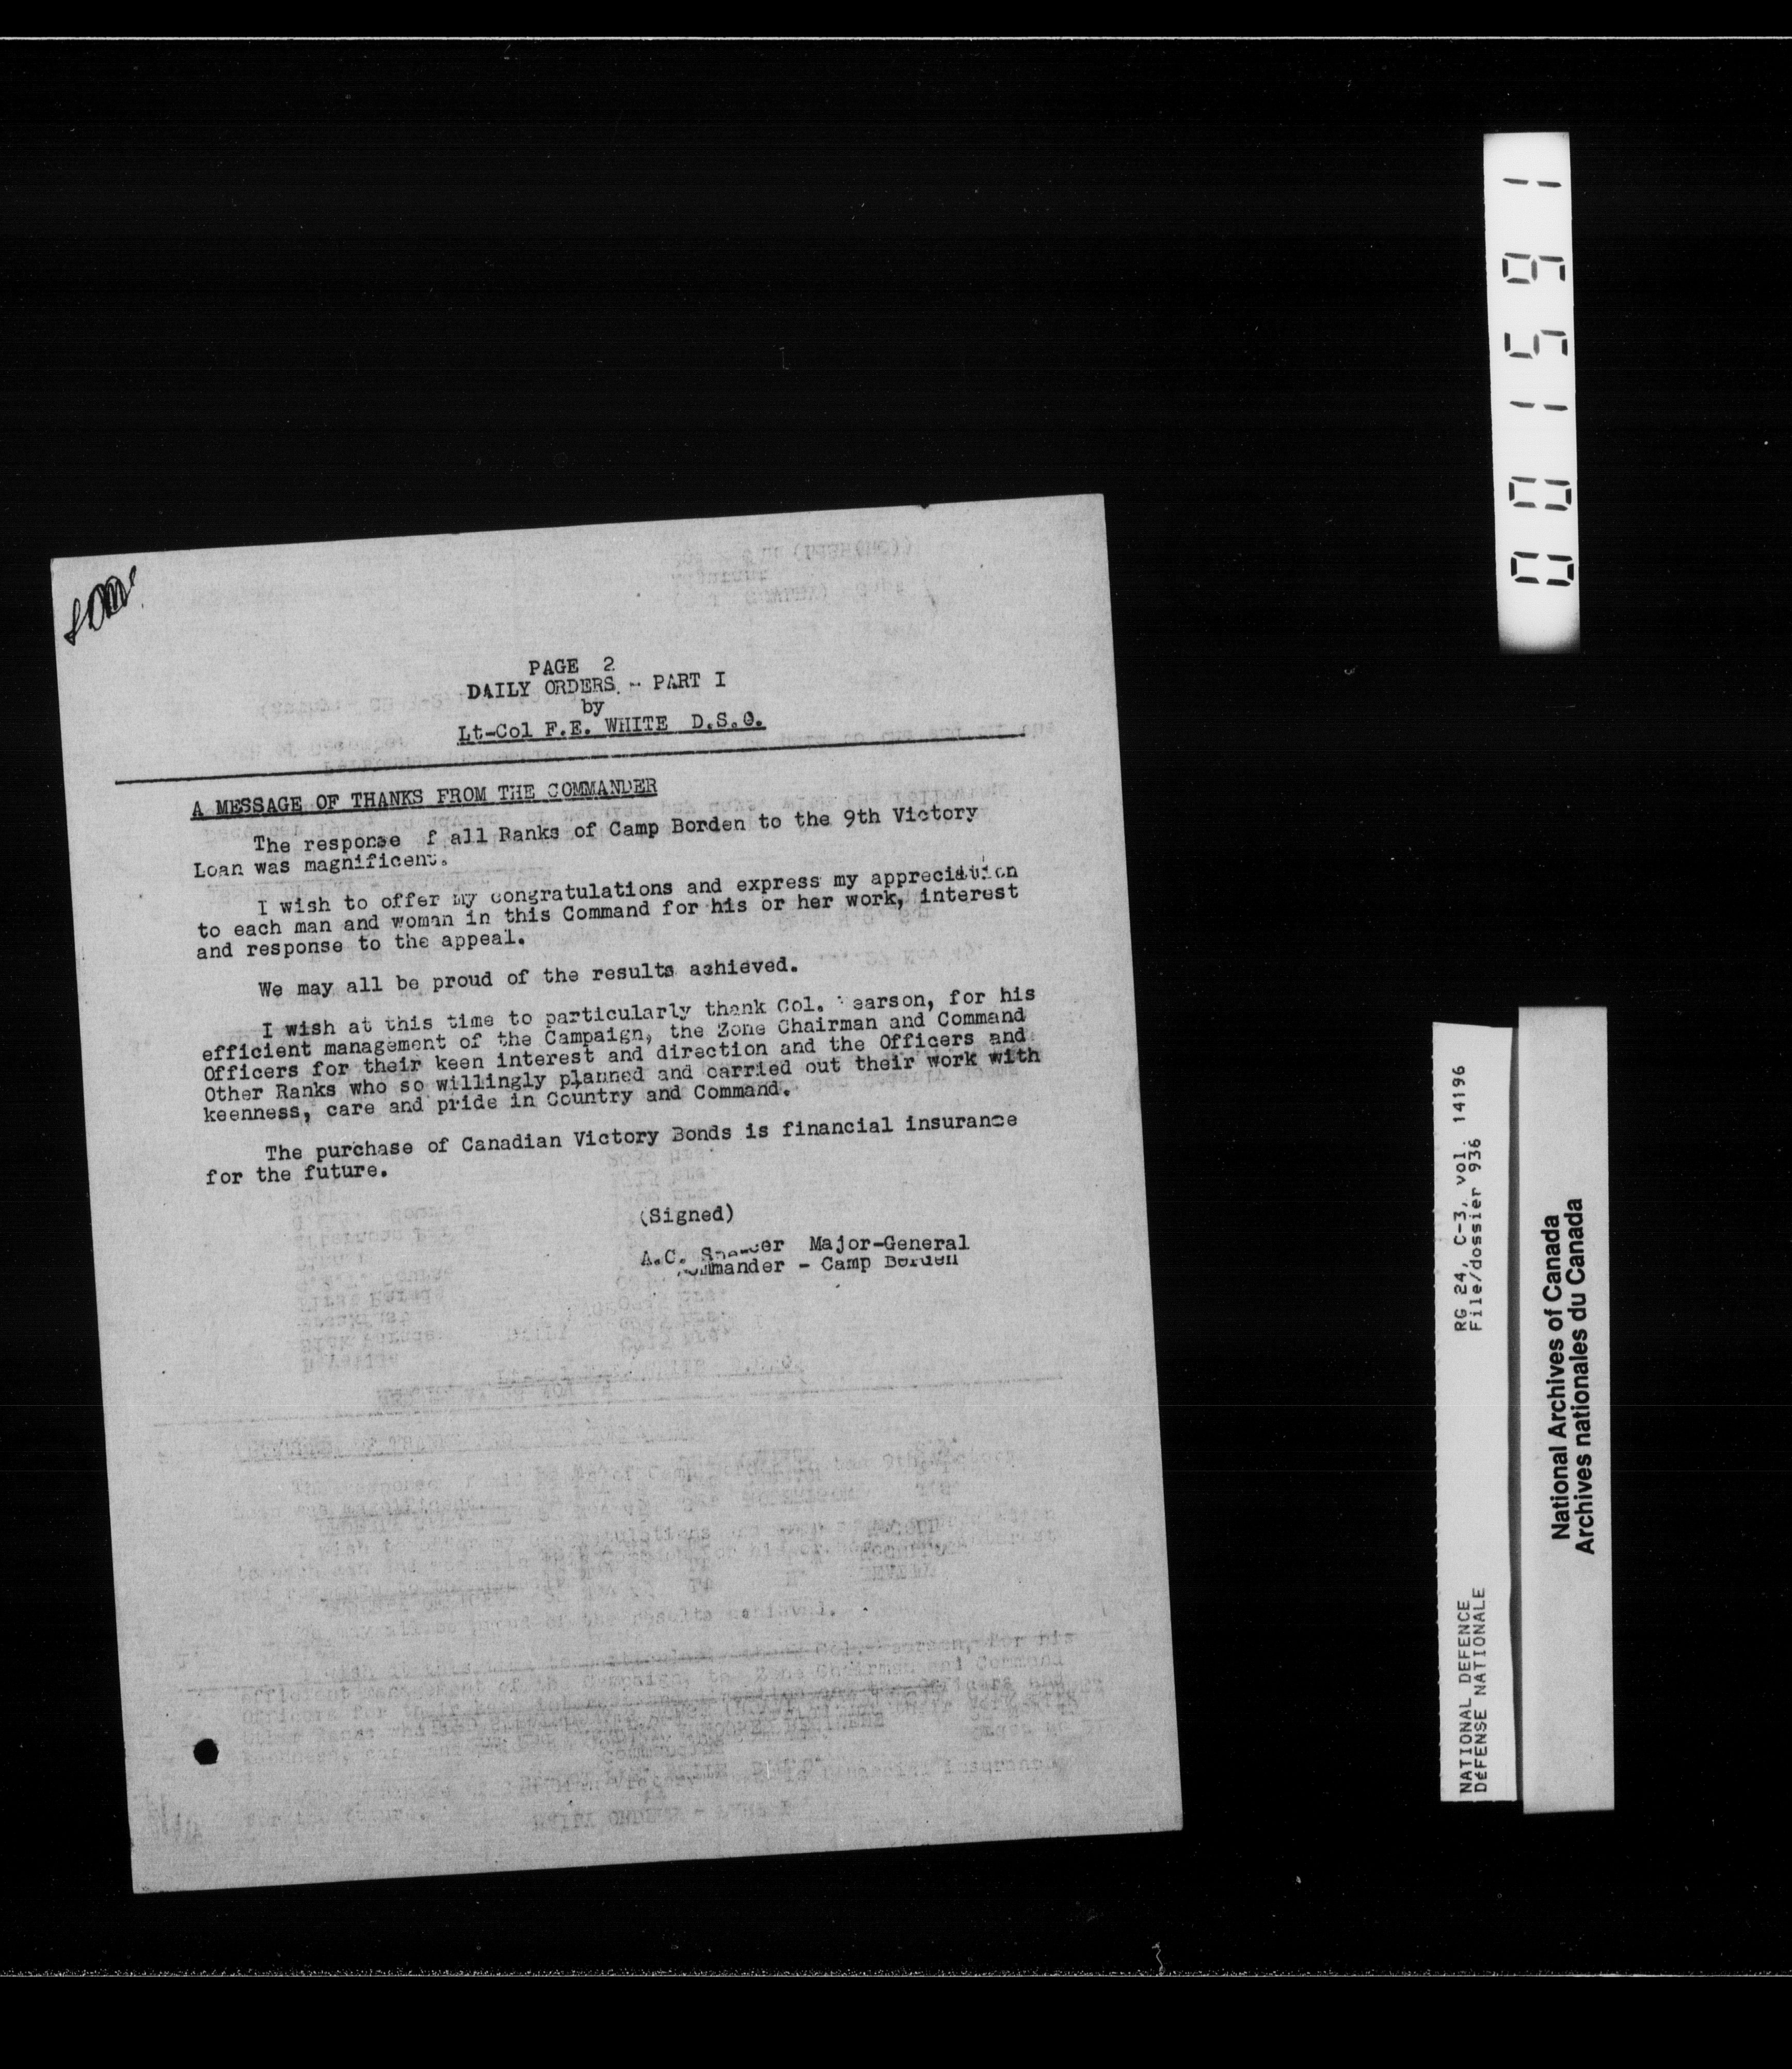 PAGE 2
DAILY ORDERS - PART I
by
Lt-Col F.E. WHITE D.S.O.
A MESSAGE OF THANKS FROM THE COMMANDER
The response f all Ranks of Camp Borden to the 9th Victory
Loan was magnificent.
I wish to offer my congratulations and express my appreciation
to each man and woman in this Command for his or her work, interest
and response to the appeal.
We may all be proud of the results achieved.
I wish at this time to particularly thank Col. earson, for his
efficient management of the Campaign, the Zone Chairman and Command
Officers for their keen interest and direction and the Officers and
Other Ranks who so willingly planned and carried out their work with
keenness, care and pride in Country and Command.
The purchase of Canadian Victory Bonds is financial insurance
for the future.
(Signed)
A.C. Spencer Major-General
Commander - Camp Borden
001591
RG 24, C-3, vol. 14196
File/dossier 936
NATIONAL DEFENCE
DéFENSE NATIONALE
National Archives of Canada
Archives nationales du Canada